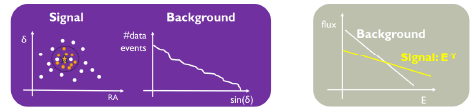 Signal
Background
δ
RA
#data
events
sin(δ)
flux
Background
Signal: E^γ
E